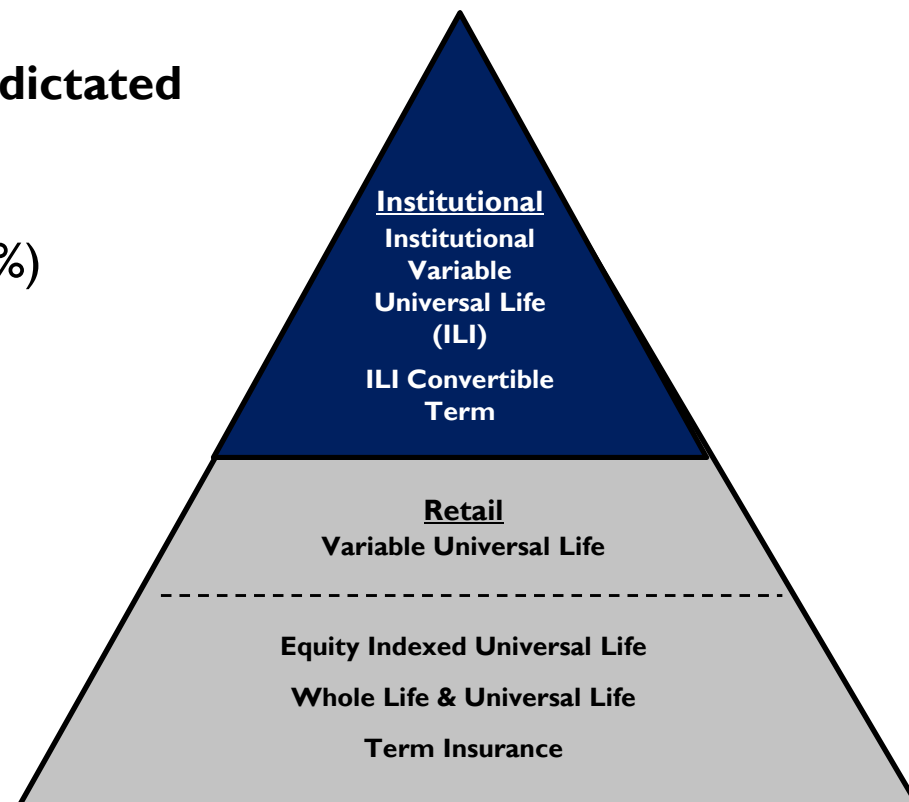 dictated
%)
Institutional
Institutional
Variable
Universal Life
(ILI)
ILI Convertible
Term
Retail
Variable Universal Life
Equity Indexed Universal Life
Whole Life & Universal Life
Term Insurance